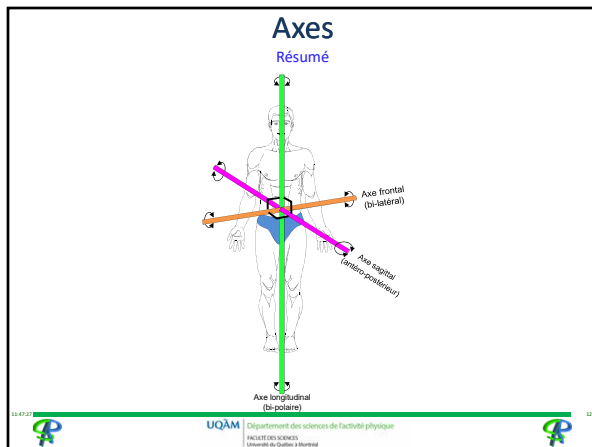 Axes
Résumé
Axe frontal
(bi-latéral)
Axe sagittal
(antéro-postérieur)
Axe longitudinal
(bi-polaire)
11:47:27
12
UQÀM
Département des sciences de l'activité physique
FACULTÉ DES SCIENCES
Université du Québec à Montréal